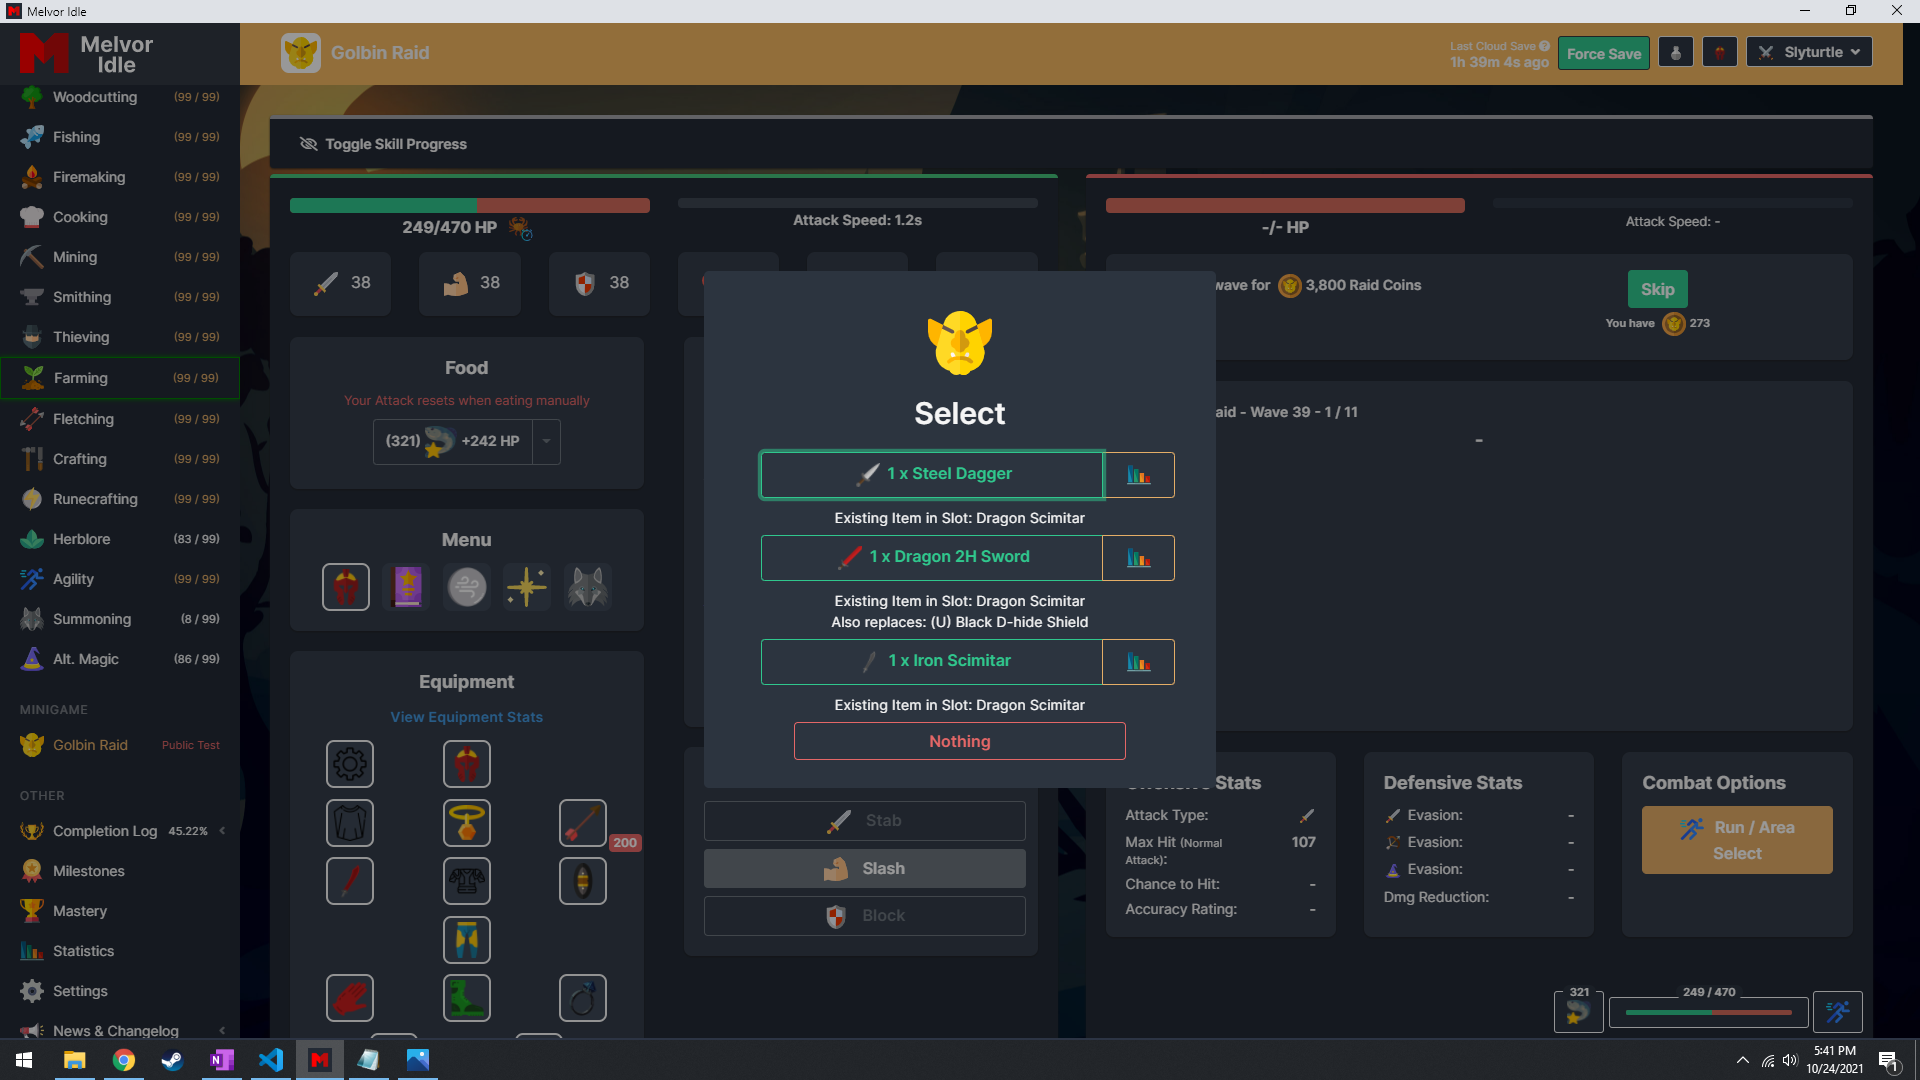 Melvor Idle
Melvor
Idle
Golbin Raid
Last Cloud Save
1h 39m 4s ago
Force Save
Slyturtle
Woodcutting (99 / 99)
Fishing (99 / 99)
Firemaking (99 / 99)
Cooking (99 / 99)
Mining (99 / 99)
Smithing (99 / 99)
Thieving (99 / 99)
Farming (99 / 99)
Fletching (99 / 99)
Crafting (99 / 99)
Runecrafting (99 / 99)
Herblore (83 / 99)
Agility (99 / 99)
Summoning (8 / 99)
Alt. Magic (86 / 99)
MINIGAME
Golbin Raid Public Test
OTHER
Completion Log 45.22%
Milestones
Mastery
Statistics
Settings
News & Changelog
Toggle Skill Progress
249/470 HP
Attack Speed: 1.2s
38
38
38
Food
Your Attack resets when eating manually
(321) +242 HP
Menu
Equipment
View Equipment Stats
200
Select
1 x Steel Dagger
Existing Item in Slot: Dragon Scimitar
1 x Dragon 2H Sword
Existing Item in Slot: Dragon Scimitar
Also replaces: (U) Black D-hide Shield
1 x Iron Scimitar
Existing Item in Slot: Dragon Scimitar
Nothing
Stab
Slash
Block
-/- HP
Attack Speed: -
wave for 3,800 Raid Coins
Skip
You have 273
aid - Wave 39 - 1 / 11
-
Offensive Stats
Attack Type:
Max Hit (Normal Attack): 107
Chance to Hit: -
Accuracy Rating: -
Defensive Stats
Evasion: -
Evasion: -
Evasion: -
Dmg Reduction: -
Combat Options
Run / Area
Select
321
249 / 470
5:41 PM
10/24/2021
1